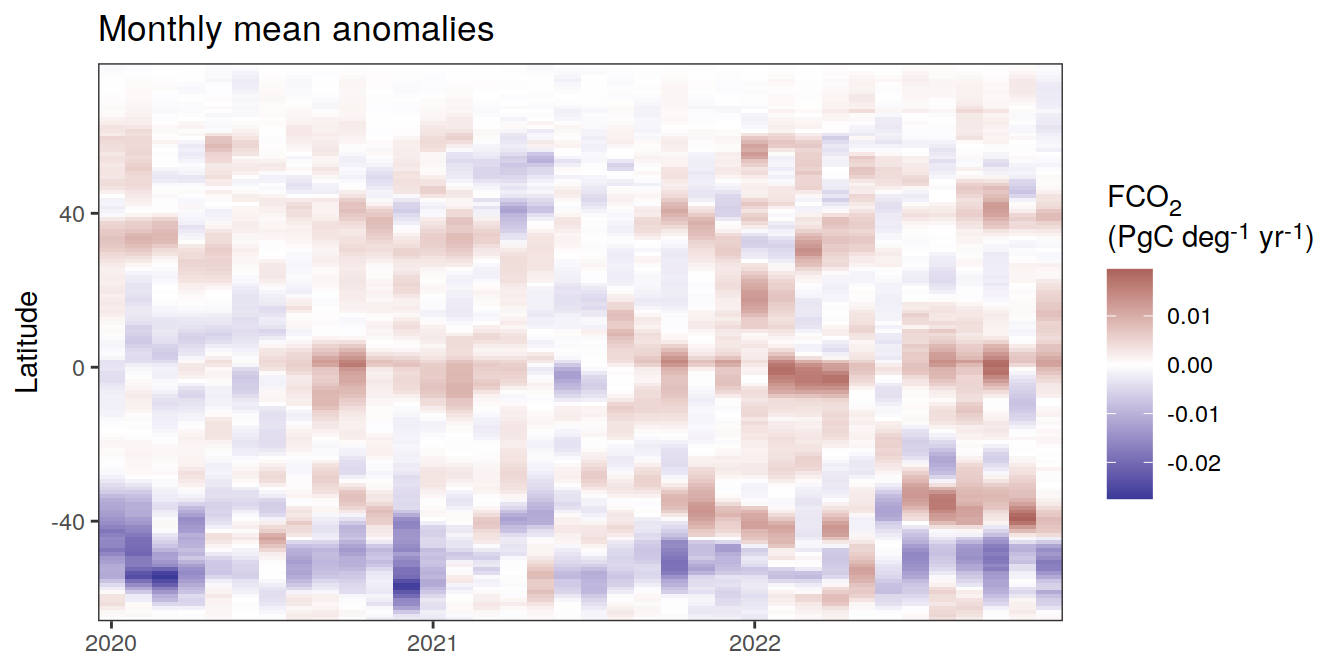 Monthly mean anomalies
Latitude
40
0
-40
2020 2021 2022
FCO₂
(PgC deg⁻¹ yr⁻¹)
0.01
0.00
-0.01
-0.02